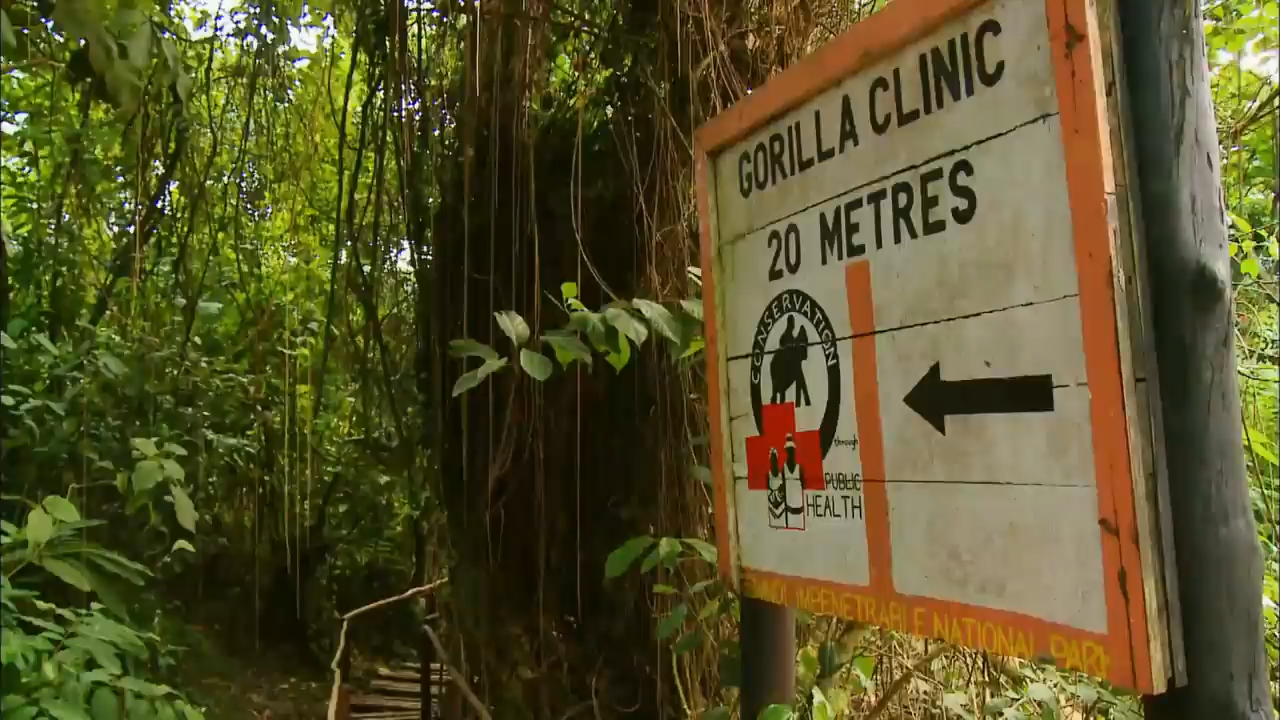 GORILLA CLINIC
20 METRES
CONSERVATION
through
PUBLIC
HEALTH
IMPENETRABLE NATIONAL PARK